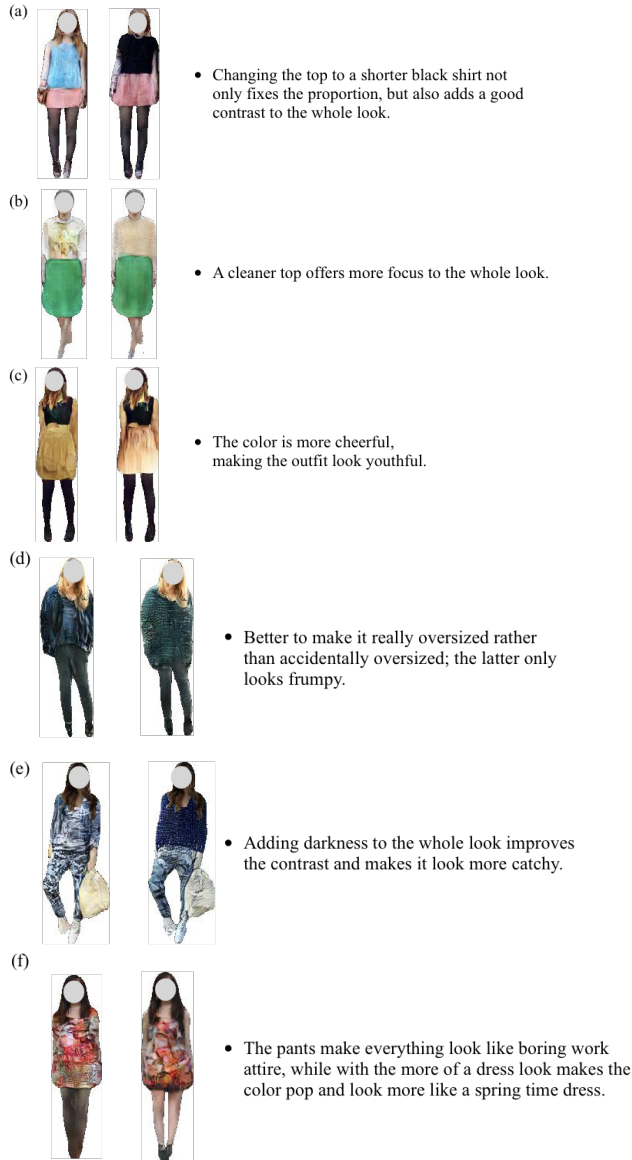 (a)
• Changing the top to a shorter black shirt not
only fixes the proportion, but also adds a good
contrast to the whole look.
(b)
• A cleaner top offers more focus to the whole look.
(c)
• The color is more cheerful,
making the outfit look youthful.
(d)
• Better to make it really oversized rather
than accidentally oversized; the latter only
looks frumpy.
(e)
• Adding darkness to the whole look improves
the contrast and makes it look more catchy.
(f)
• The pants make everything look like boring work
attire, while with the more of a dress look makes the
color pop and look more like a spring time dress.